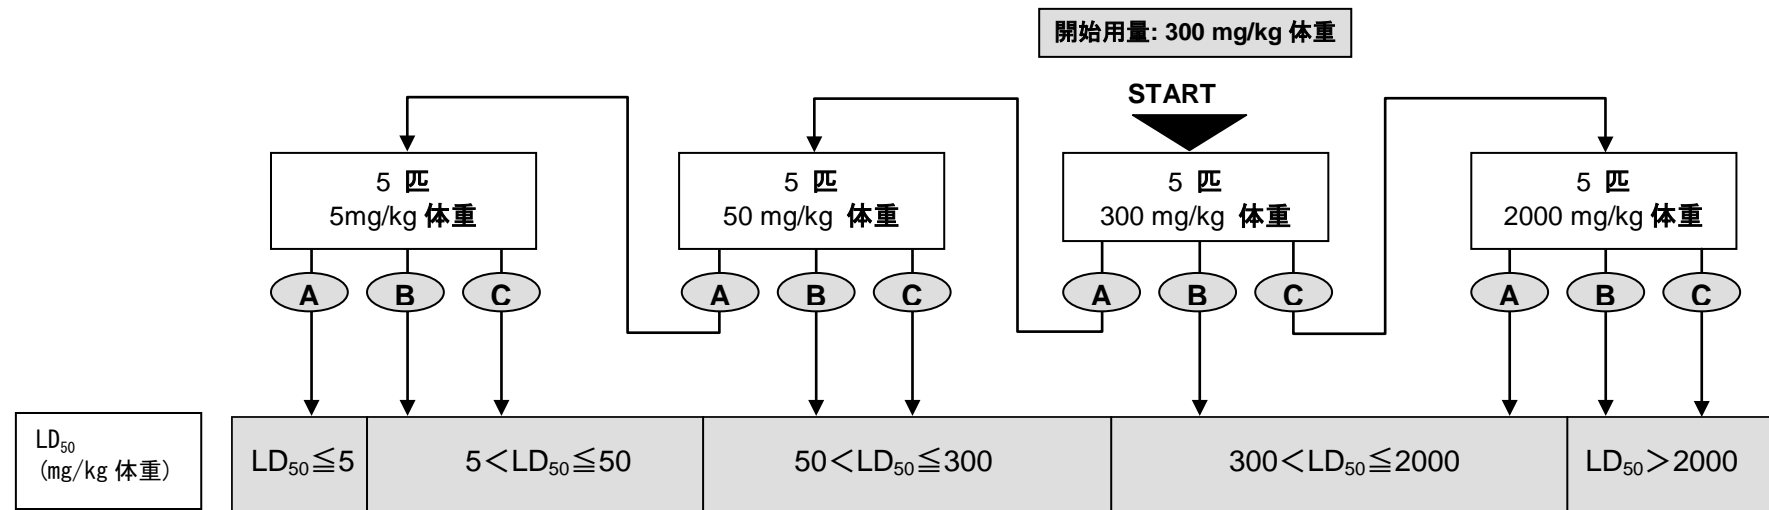 開始用量: 300 mg/kg 体重
START
5 匹
5mg/kg 体重
5 匹
50 mg/kg 体重
5 匹
300 mg/kg 体重
5 匹
2000 mg/kg 体重
A B C
A B C
A B C
A B C
LD₅₀
(mg/kg 体重)
LD₅₀≦5
5＜LD₅₀≦50
50＜LD₅₀≦300
300＜LD₅₀≦2000
LD₅₀＞2000